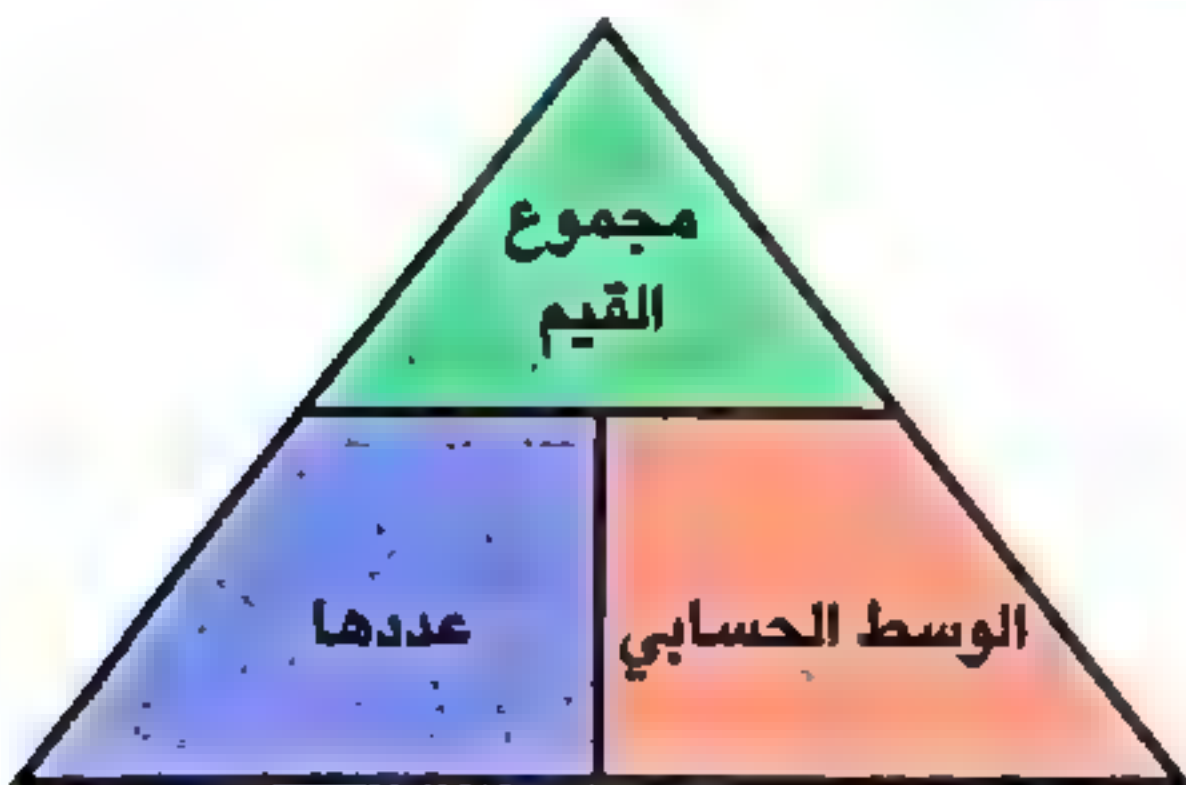 مجموع
القيم
الوسط الحسابي
عددها